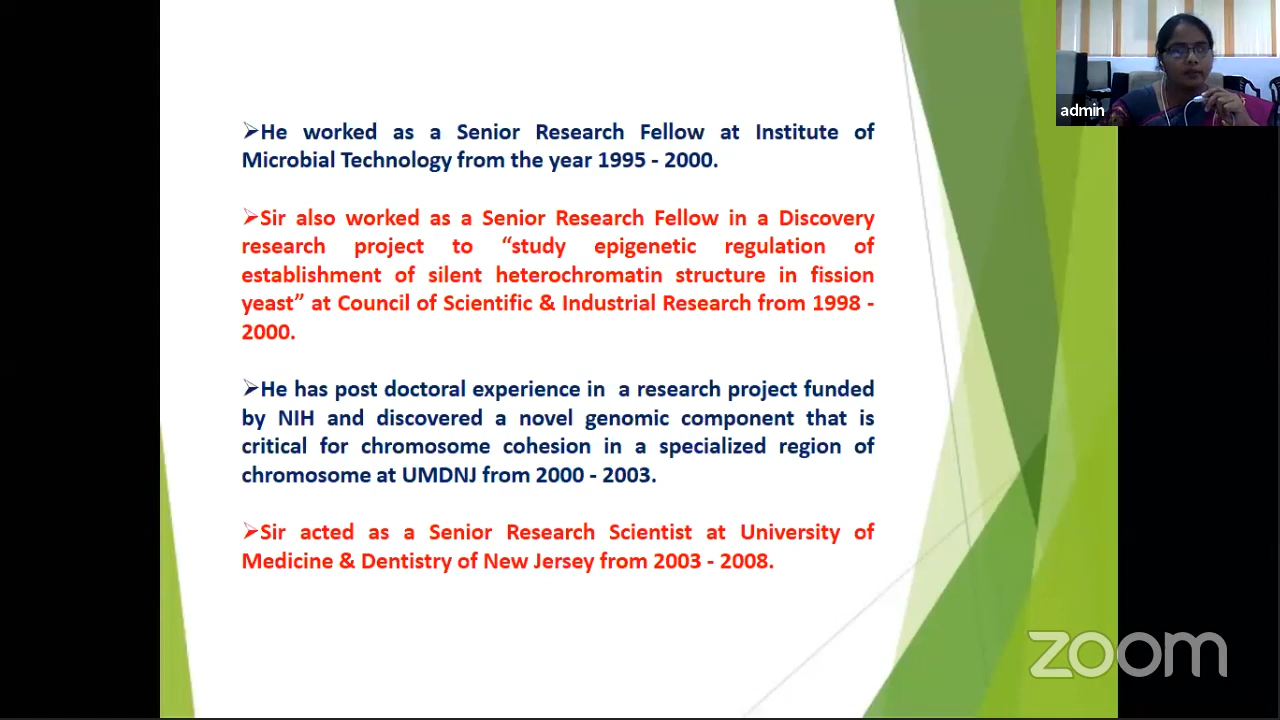 ➢He worked as a Senior Research Fellow at Institute of
Microbial Technology from the year 1995 - 2000.
➢Sir also worked as a Senior Research Fellow in a Discovery
research project to “study epigenetic regulation of
establishment of silent heterochromatin structure in fission
yeast” at Council of Scientific & Industrial Research from 1998 -
2000.
➢He has post doctoral experience in a research project funded
by NIH and discovered a novel genomic component that is
critical for chromosome cohesion in a specialized region of
chromosome at UMDNJ from 2000 - 2003.
➢Sir acted as a Senior Research Scientist at University of
Medicine & Dentistry of New Jersey from 2003 - 2008.
admin
zoom